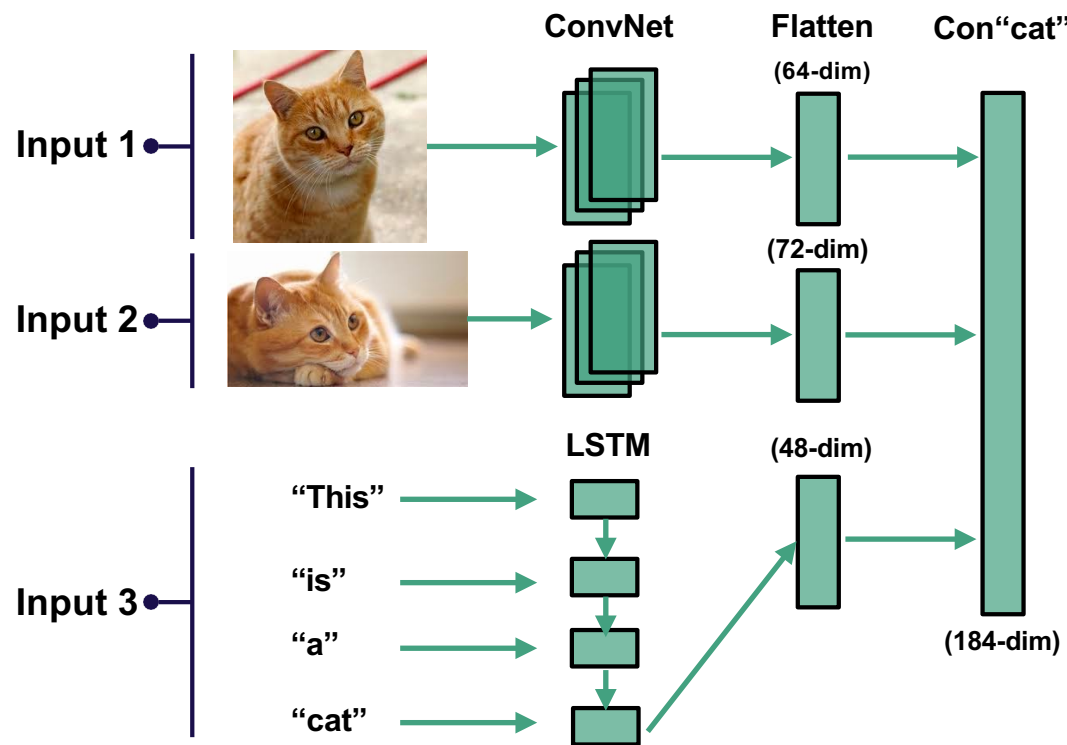 ConvNet Flatten Con“cat”
(64-dim)
Input 1
(72-dim)
Input 2
LSTM
(48-dim)
“This”
“is”
Input 3
“a”
(184-dim)
“cat”